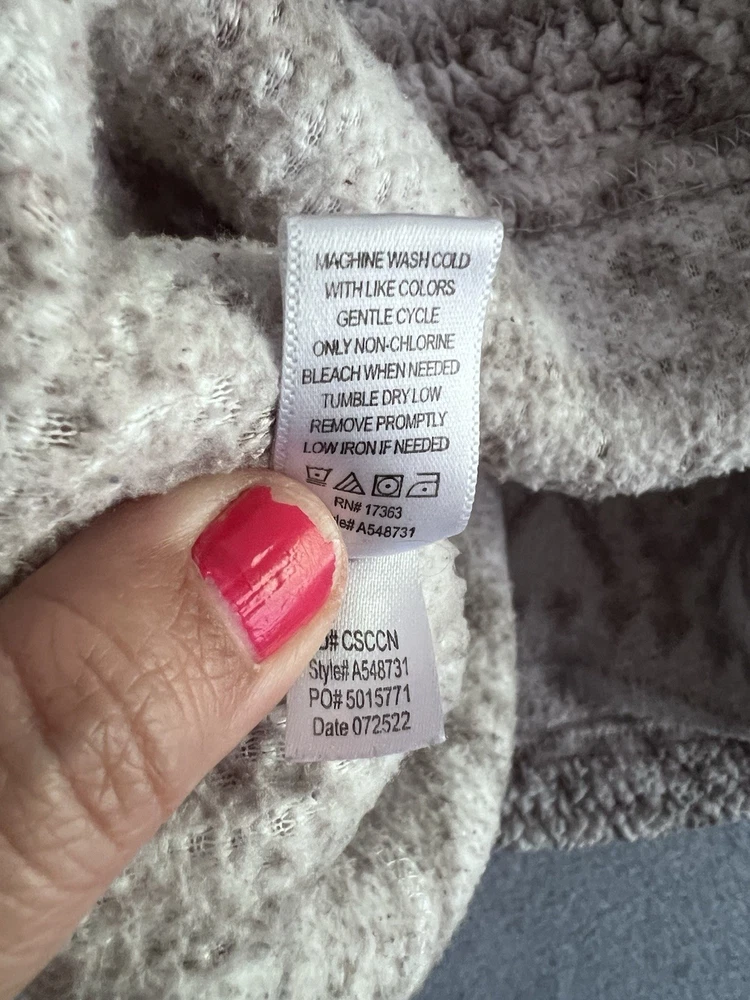 MACHINE WASH COLD
WITH LIKE COLORS
GENTLE CYCLE
ONLY NON-CHLORINE
BLEACH WHEN NEEDED
TUMBLE DRY LOW
REMOVE PROMPTLY
LOW IRON IF NEEDED
RN# 17363
A548731
CSCCN
Style# A548731
PO# 5015771
Date 072522